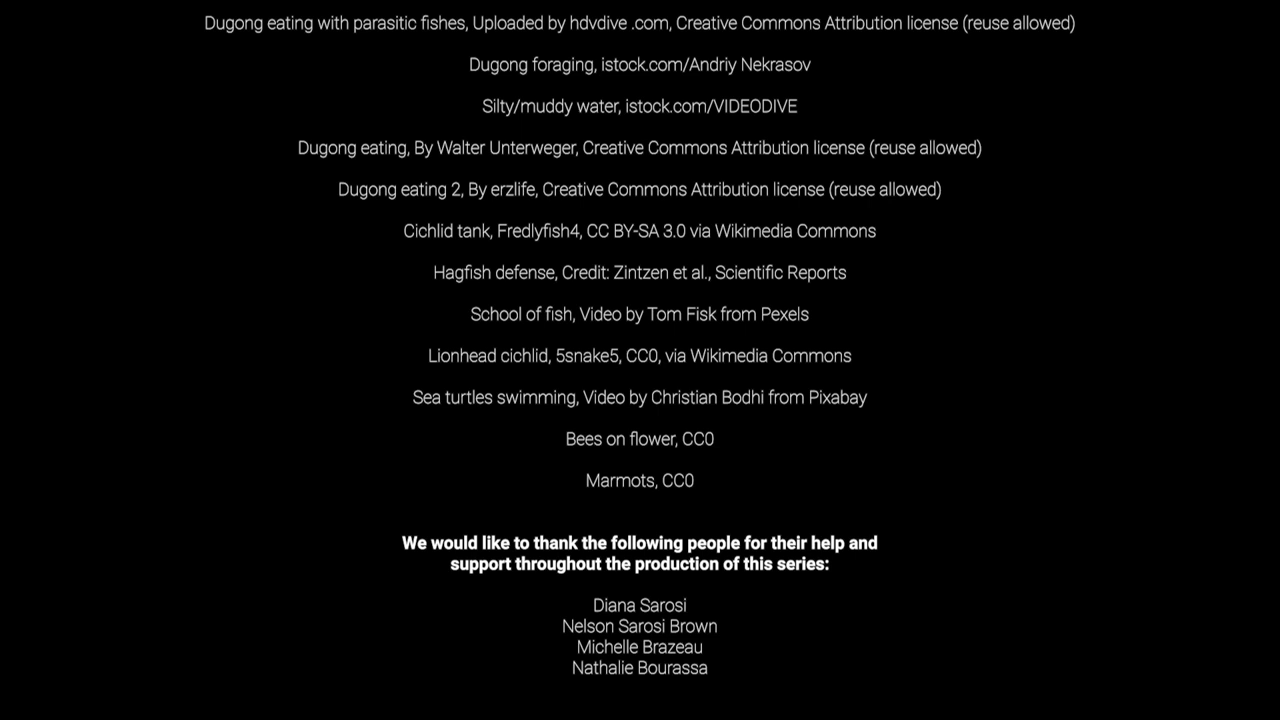 Dugong eating with parasitic fishes, Uploaded by hdvdive .com, Creative Commons Attribution license (reuse allowed)
Dugong foraging, istock.com/Andriy Nekrasov
Silty/muddy water, istock.com/VIDEODIVE
Dugong eating, By Walter Unterweger, Creative Commons Attribution license (reuse allowed)
Dugong eating 2, By erzlife, Creative Commons Attribution license (reuse allowed)
Cichlid tank, Fredlyfish4, CC BY-SA 3.0 via Wikimedia Commons
Hagfish defense, Credit: Zintzen et al., Scientific Reports
School of fish, Video by Tom Fisk from Pexels
Lionhead cichlid, 5snake5, CC0, via Wikimedia Commons
Sea turtles swimming, Video by Christian Bodhi from Pixabay
Bees on flower, CC0
Marmots, CC0
We would like to thank the following people for their help and
support throughout the production of this series:
Diana Sarosi
Nelson Sarosi Brown
Michelle Brazeau
Nathalie Bourassa